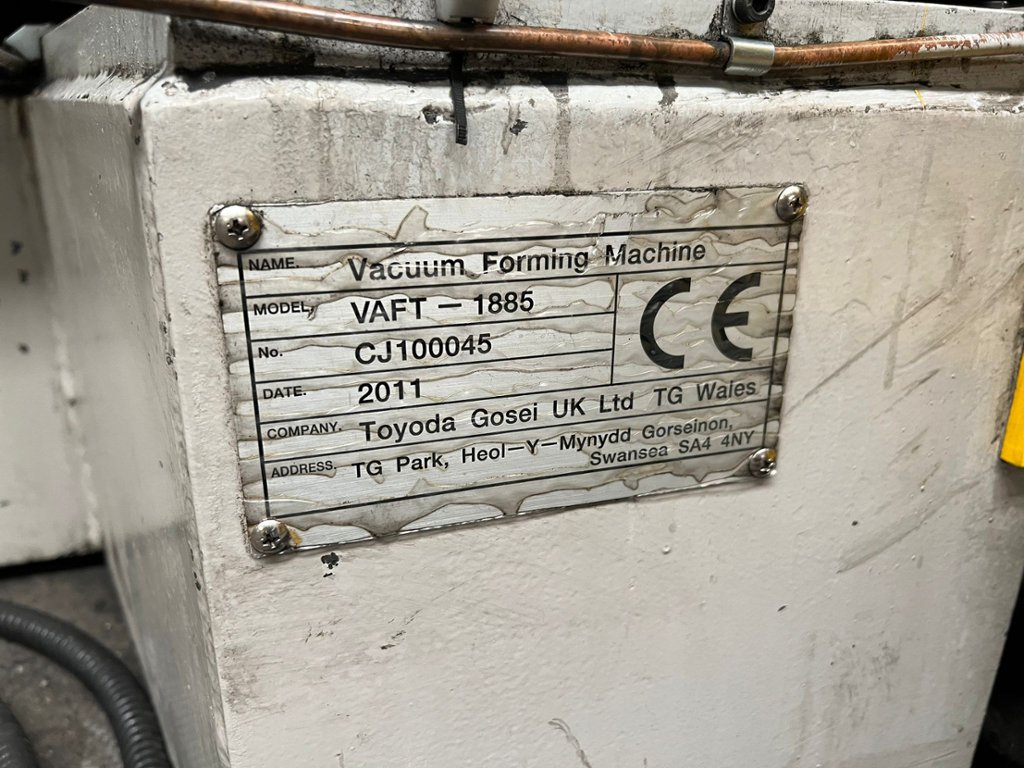 NAME. Vacuum Forming Machine
MODEL, VAFT - 1885
No. CJ100045
DATE. 2011
CE
COMPANY. Toyoda Gosei UK Ltd TG Wales
ADDRESS. TG Park, Heol-Y-Mynydd Gorseinon,
Swansea SA4 4NY